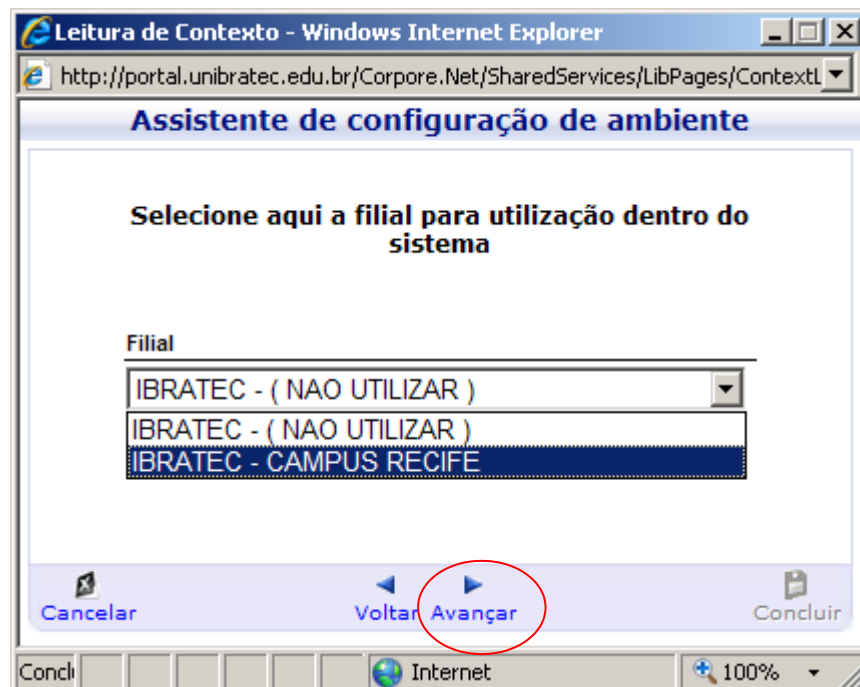 Leitura de Contexto - Windows Internet Explorer
http://portal.unibratec.edu.br/Corpore.Net/SharedServices/LibPages/ContextL
Assistente de configuração de ambiente
Selecione aqui a filial para utilização dentro do
sistema
Filial
IBRATEC - ( NAO UTILIZAR )
IBRATEC - ( NAO UTILIZAR )
IBRATEC - CAMPUS RECIFE
Cancelar Voltar Avançar Concluir
Conclu Internet 100%